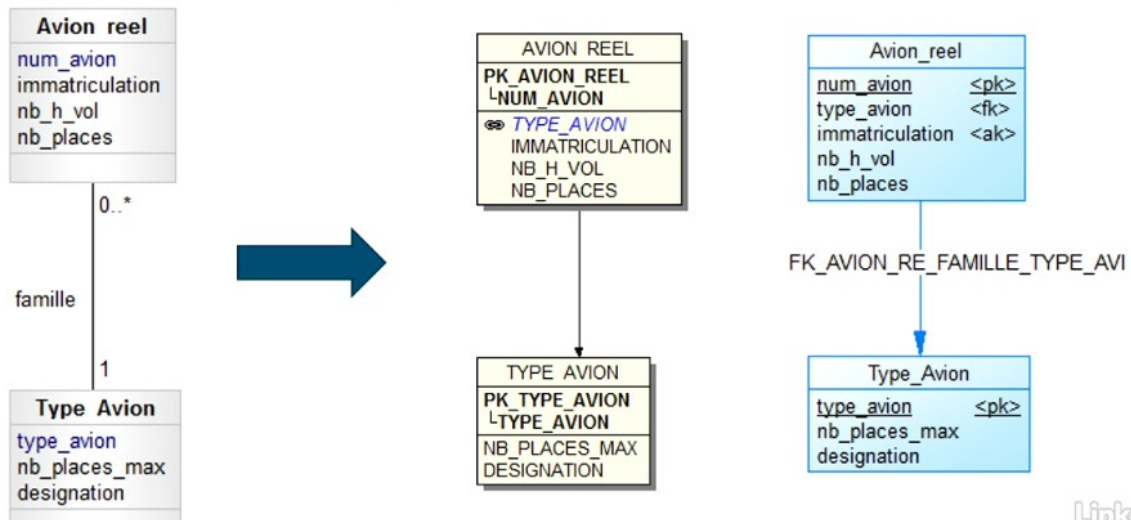 Avion reel
num_avion
immatriculation
nb_h_vol
nb_places
0..*
famille
1
Type Avion
type_avion
nb_places_max
designation
AVION REEL
PK_AVION_REEL
└NUM_AVION
TYPE_AVION
IMMATRICULATION
NB_H_VOL
NB_PLACES
TYPE AVION
PK_TYPE_AVION
└TYPE_AVION
NB_PLACES_MAX
DESIGNATION
Avion_reel
num_avion <pk>
type_avion <fk>
immatriculation <ak>
nb_h_vol
nb_places
FK_AVION_RE_FAMILLE_TYPE_AVI
Type_Avion
type_avion <pk>
nb_places_max
designation